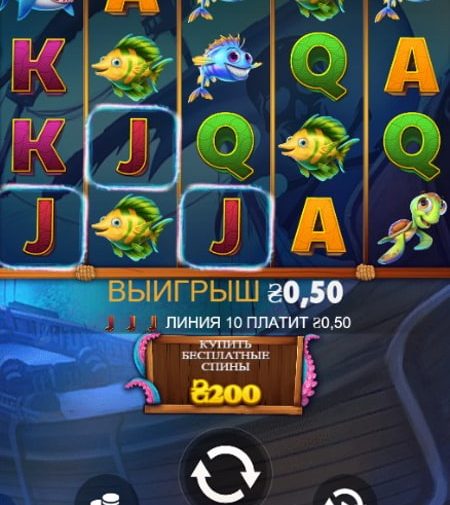 K Q A
K J Q Q
J J A
ВЫИГРЫШ ₴0,50
J J J ЛИНИЯ 10 ПЛАТИТ ₴0,50
КУПИТЬ
БЕСПЛАТНЫЕ
СПИНЫ
₴200